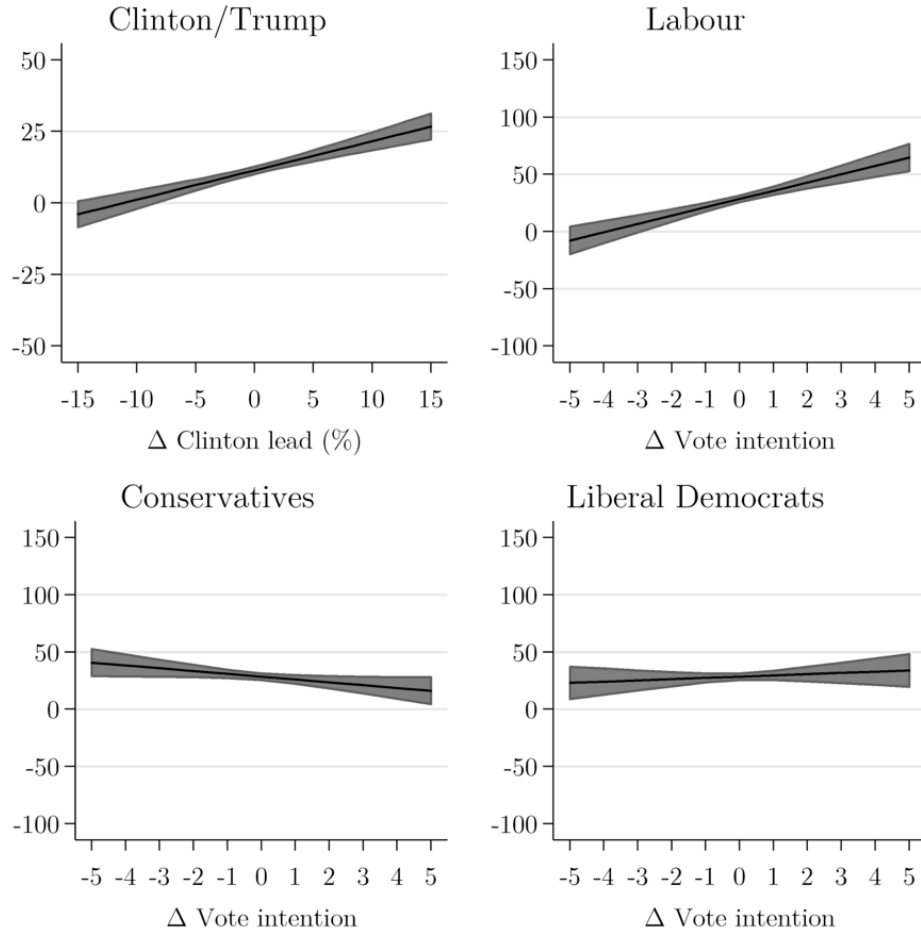 Clinton/Trump
50
25
0
-25
-50
-15 -10 -5 0 5 10 15
Δ Clinton lead (%)
Labour
150
100
50
0
-50
-100
-5 -4 -3 -2 -1 0 1 2 3 4 5
Δ Vote intention
Conservatives
150
100
50
0
-50
-100
-5 -4 -3 -2 -1 0 1 2 3 4 5
Δ Vote intention
Liberal Democrats
150
100
50
0
-50
-100
-5 -4 -3 -2 -1 0 1 2 3 4 5
Δ Vote intention